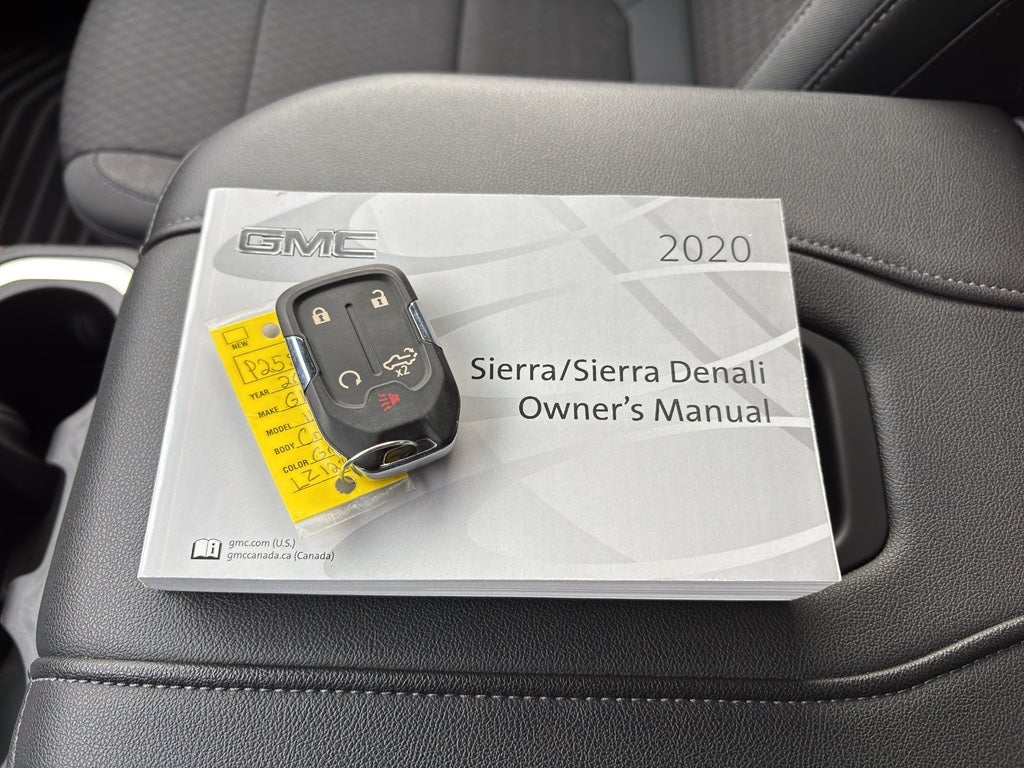 GMC
2020
Sierra/Sierra Denali
Owner's Manual
NEW
YEAR
MAKE G
MODEL
BODY
COLOR
x2
gmc.com (U.S.)
gmccanada.ca (Canada)